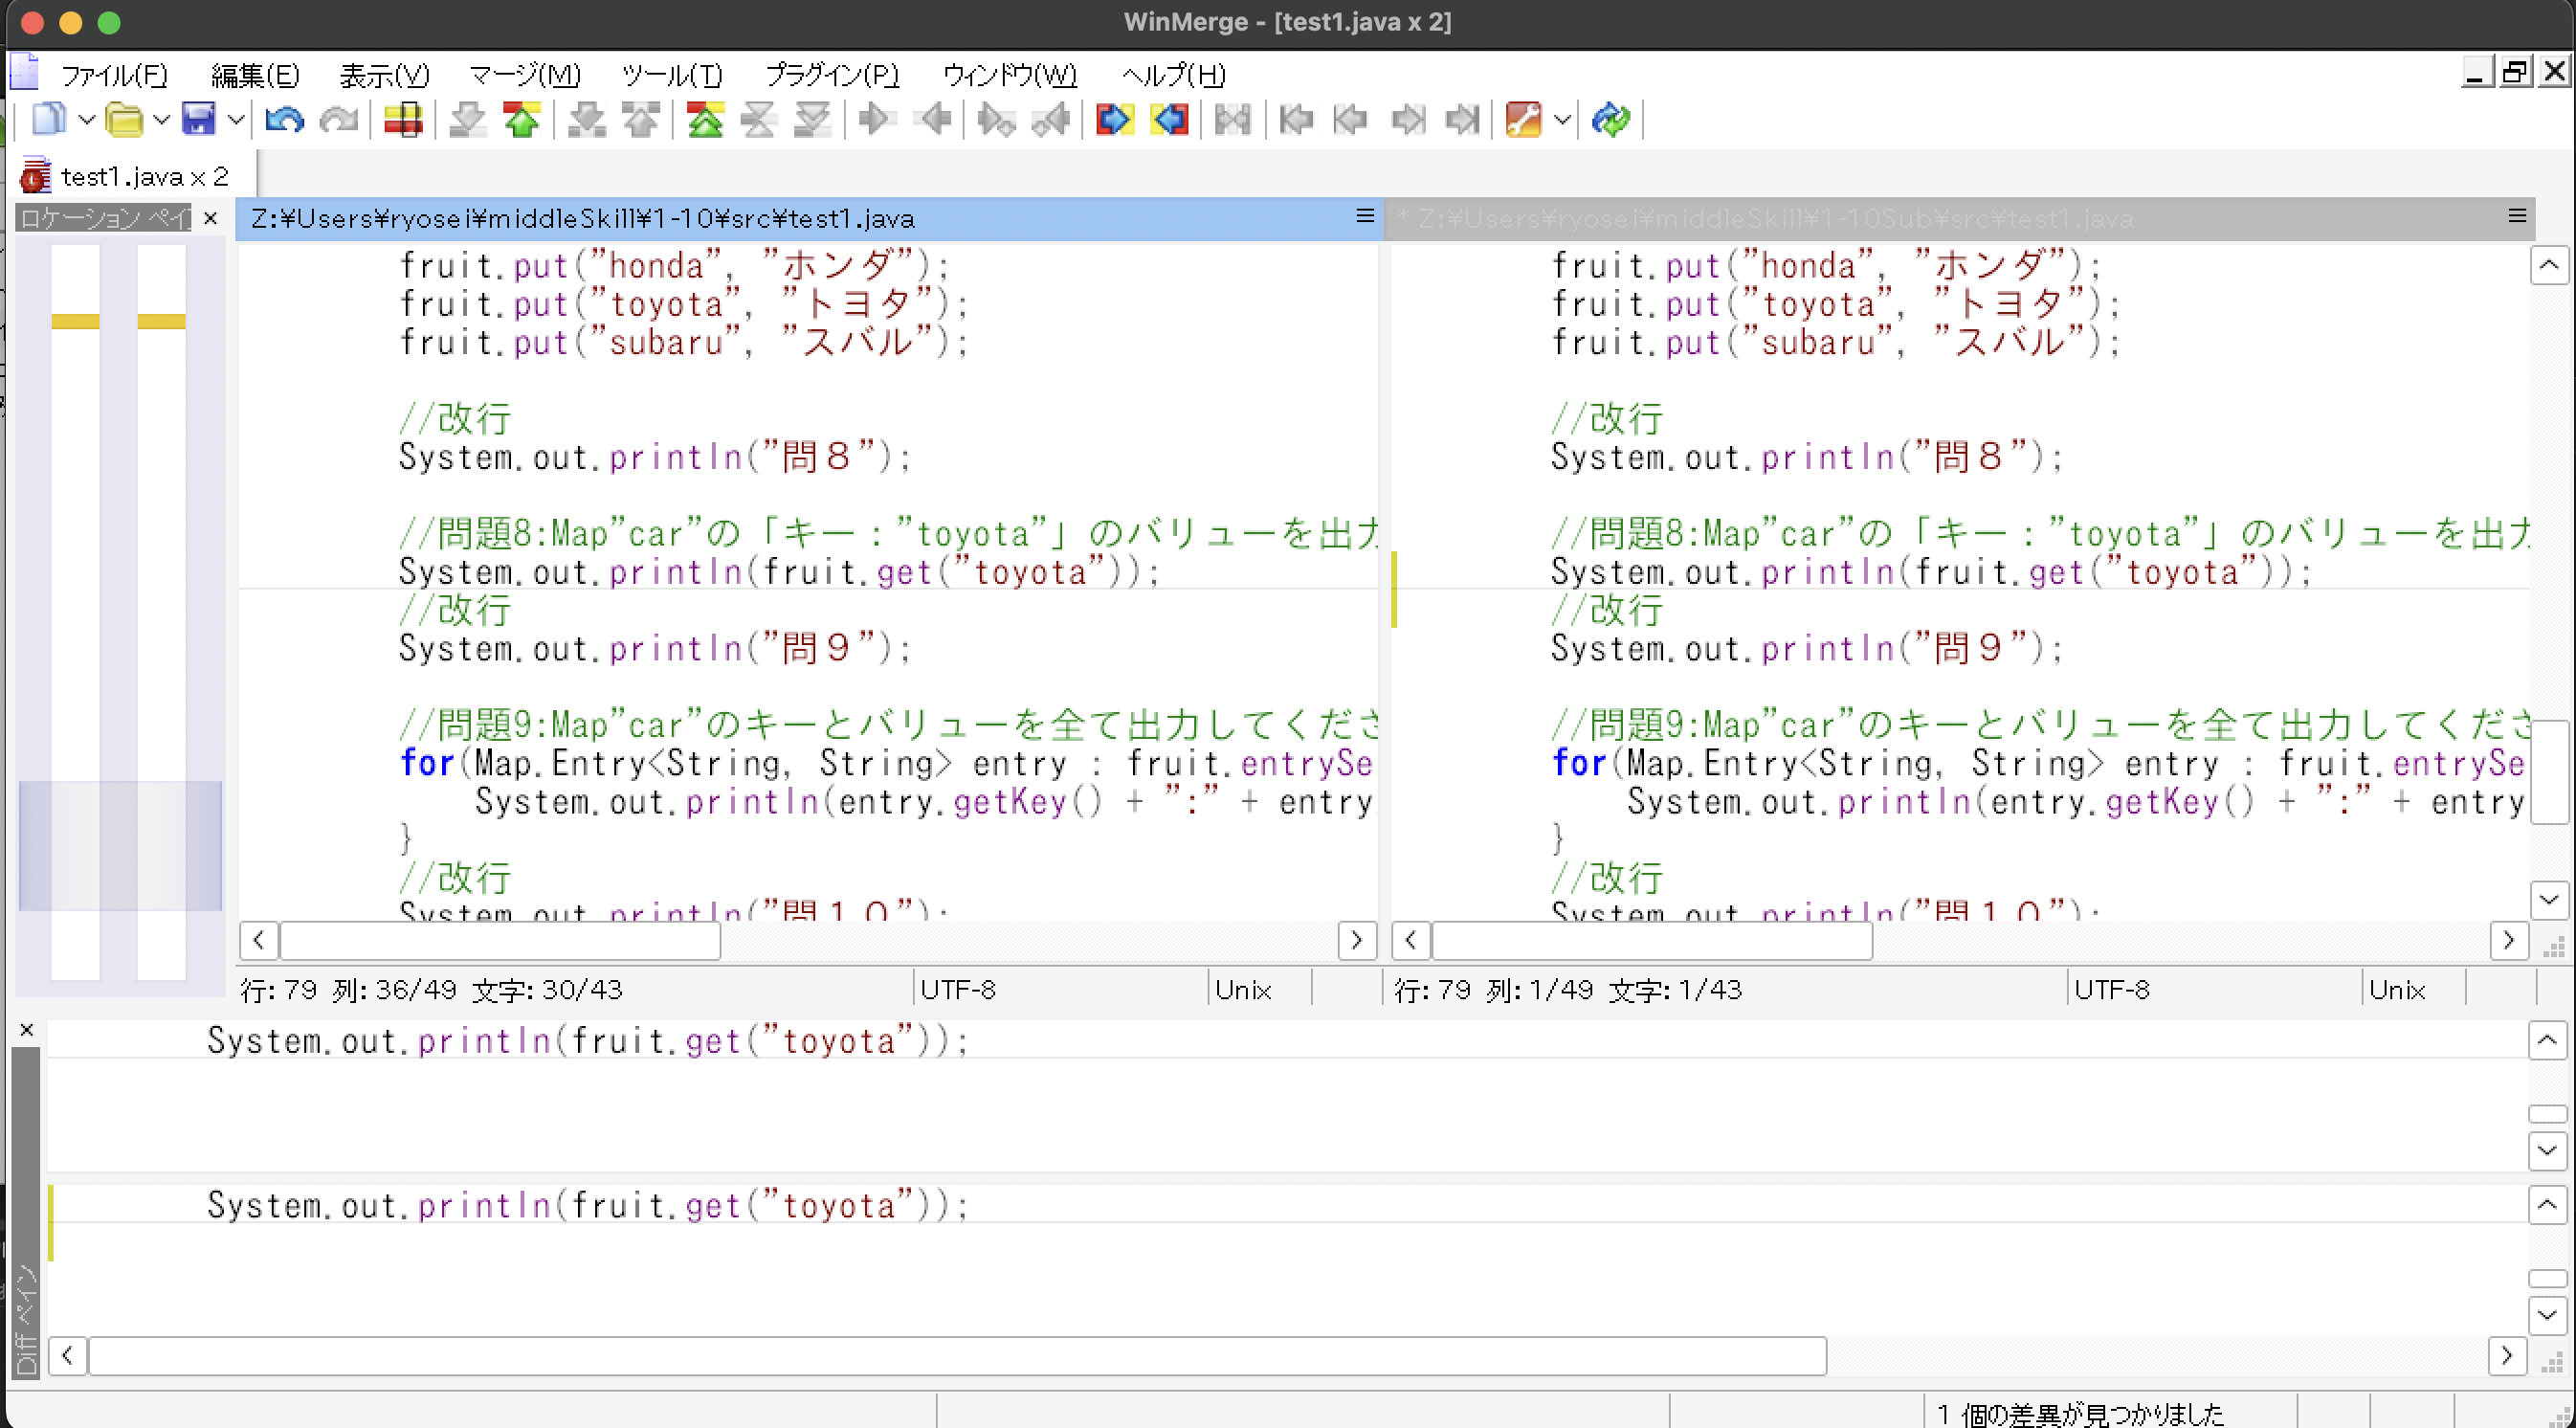 WinMerge - [test1.java x 2]
ファイル(F) 編集(E) 表示(V) マージ(M) ツール(T) プラグイン(P) ウィンドウ(W) ヘルプ(H)
test1.java x 2
ロケーション ペイ
Z:¥Users¥ryosei¥middleSkill¥1-10¥src¥test1.java
fruit.put("honda", "ホンダ");
fruit.put("toyota", "トヨタ");
fruit.put("subaru", "スバル");
//改行
System.out.println("問８");
//問題8:Map"car"の「キー："toyota"」のバリューを出力
System.out.println(fruit.get("toyota"));
//改行
System.out.println("問９");
//問題9:Map"car"のキーとバリューを全て出力してくださ
for(Map.Entry<String, String> entry : fruit.entrySe
System.out.println(entry.getKey() + ":" + entry.
}
//改行
System.out.println("問１０");
行: 79 列: 36/49 文字: 30/43 UTF-8 Unix
* Z:¥Users¥ryosei¥middleSkill¥1-10Sub¥src¥test1.java
fruit.put("honda", "ホンダ");
fruit.put("toyota", "トヨタ");
fruit.put("subaru", "スバル");
//改行
System.out.println("問８");
//問題8:Map"car"の「キー："toyota"」のバリューを出力
System.out.println(fruit.get("toyota"));
//改行
System.out.println("問９");
//問題9:Map"car"のキーとバリューを全て出力してくださ
for(Map.Entry<String, String> entry : fruit.entrySe
System.out.println(entry.getKey() + ":" + entry
}
//改行
System.out.println("問１０");
行: 79 列: 1/49 文字: 1/43 UTF-8 Unix
Diff ペイン
System.out.println(fruit.get("toyota"));
System.out.println(fruit.get("toyota"));
1 個の差異が見つかりました